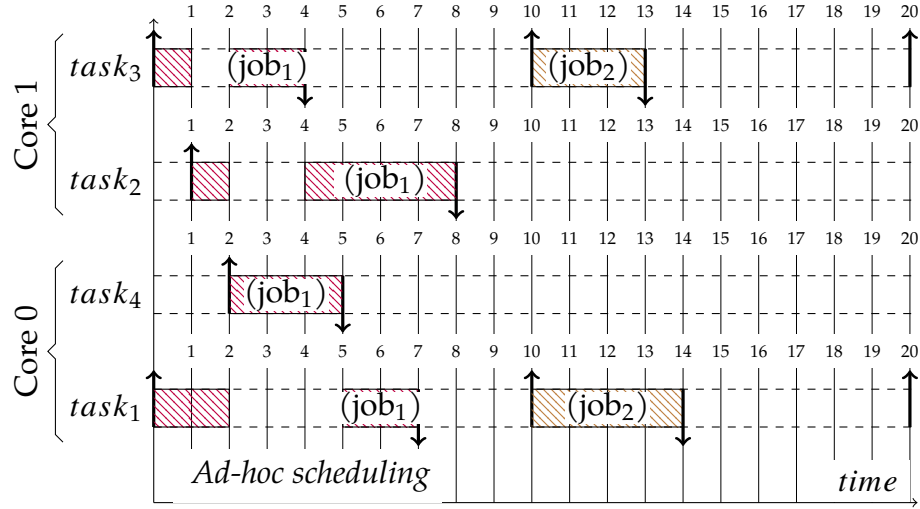 1 2 3 4 5 6 7 8 9 10 11 12 13 14 15 16 17 18 19 20
Core 1
task₃ (job₁) (job₂)
1 2 3 4 5 6 7 8 9 10 11 12 13 14 15 16 17 18 19 20
task₂ (job₁)
1 2 3 4 5 6 7 8 9 10 11 12 13 14 15 16 17 18 19 20
Core 0
task₄ (job₁)
1 2 3 4 5 6 7 8 9 10 11 12 13 14 15 16 17 18 19 20
task₁ (job₁) (job₂)
Ad-hoc scheduling time